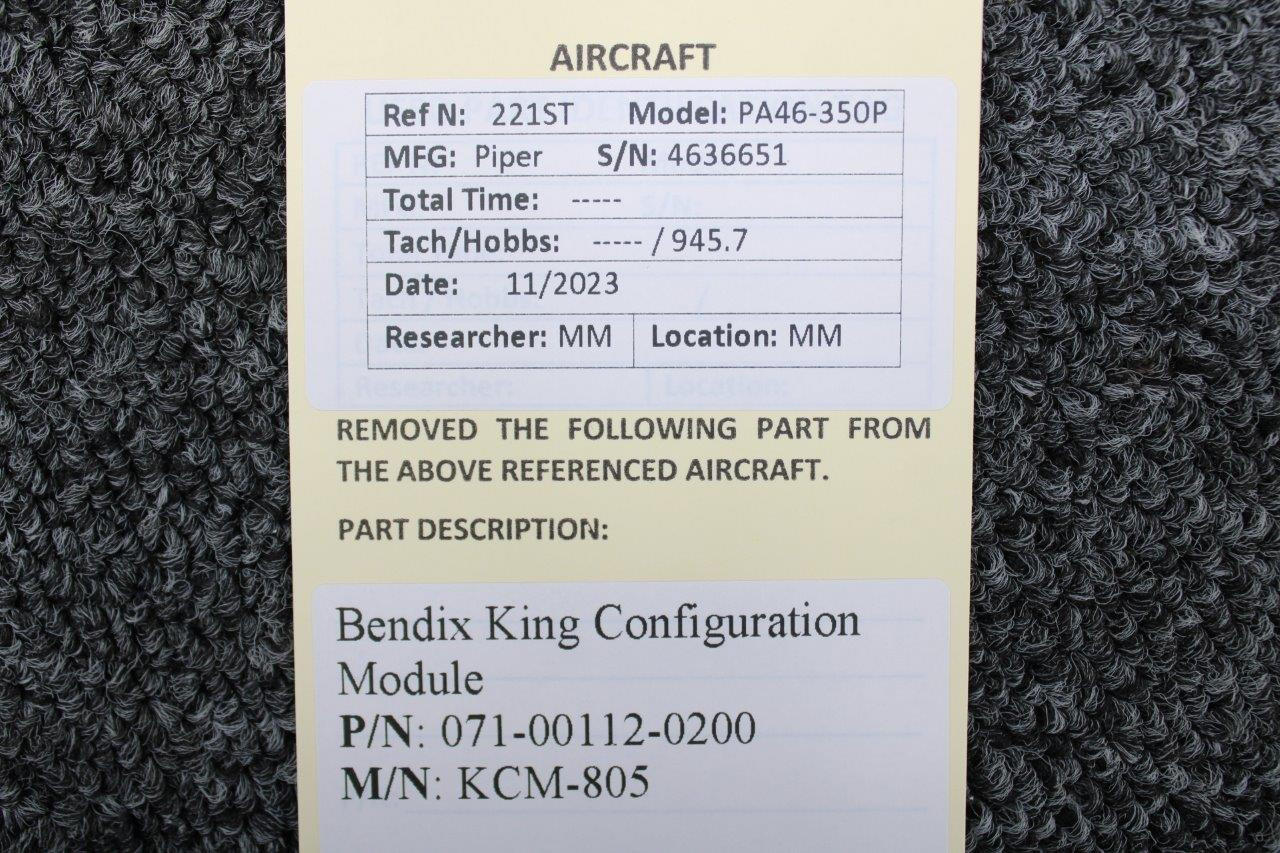 AIRCRAFT
Ref N: 221ST Model: PA46-350P
MFG: Piper S/N: 4636651
Total Time: -----
Tach/Hobbs: ----- / 945.7
Date: 11/2023
Researcher: MM Location: MM
REMOVED THE FOLLOWING PART FROM
THE ABOVE REFERENCED AIRCRAFT.
PART DESCRIPTION:
Bendix King Configuration
Module
P/N: 071-00112-0200
M/N: KCM-805